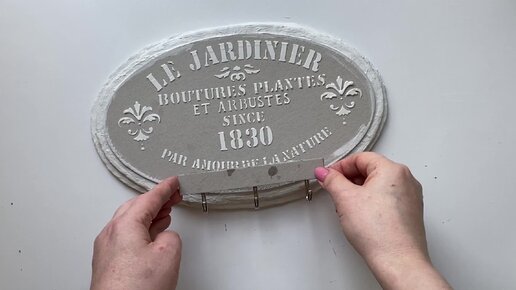 LE JARDINIER
BOUTURES PLANTES
ET ARBUSTES
SINCE
1830
PAR AMOUR DE LA NATURE